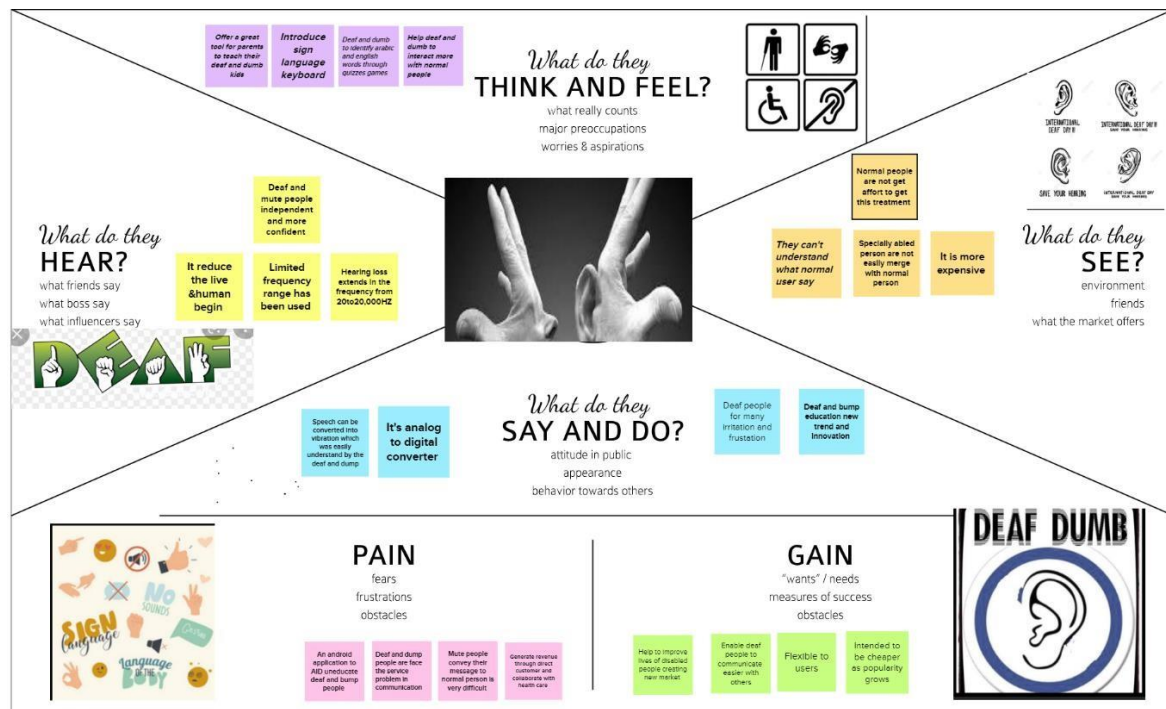 Offer a great
tool for parents
to teach their
deaf and dumb
kids
Introduce
sign
language
keyboard
Deaf and dumb
to identify arabic
and english
words through
quizzes games
Help deaf and
dumb to
interact more
with normal
people
What do they
THINK AND FEEL?
what really counts
major preoccupations
worries & aspirations
INTERNATIONAL
DEAF DAY
INTERNATIONAL DEAF DAY
SAVE YOUR HEARING
SAVE YOUR HEARING
INTERNATIONAL DEAF DAY
SAVE YOUR HEARING
Deaf and
mute people
independent
and more
confident
What do they
HEAR?
what friends say
what boss say
what influencers say
It reduce
the live
&human
begin
Limited
frequency
range has
been used
Hearing loss
extends in the
frequency from
20to20,000HZ
DEAF
Normal people
are not get
affort to get
this treatment
They can't
understand
what normal
user say
Specially abled
person are not
easily merge
with normal
person
It is more
expensive
What do they
SEE?
environment
friends
what the market offers
Speech can be
converted into
vibration which
was easily
understand by the
deaf and dump
It's analog
to digital
converter
What do they
SAY AND DO?
attitude in public
appearance
behavior towards others
Deaf people
for many
irritation and
frustation
Deaf and bump
education new
trend and
Innovation
NO
SOUNDS
SIGN
Language
Language
OF THE
BODY
PAIN
fears
frustrations
obstacles
An android
application to
AID uneducate
deaf and bump
people
Deaf and dump
people are face
the service
problem in
communication
Mute people
convey their
message to
normal person is
very difficult
Generate revenue
through direct
customer and
collaborate with
health care
GAIN
"wants" / needs
measures of success
obstacles
Help to improve
lives of disabled
people creating
new market
Enable deaf
people to
communicate
easier with
others
Flexible to
users
Intended to
be cheaper
as popularity
grows
DEAF DUMB